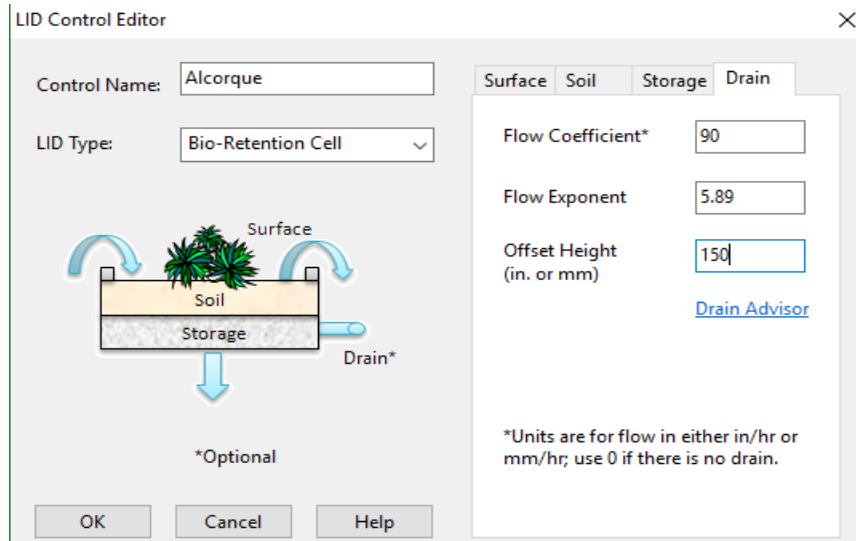 LID Control Editor
Control Name: Alcorque
LID Type: Bio-Retention Cell
Surface
Soil
Storage
Drain*
*Optional
OK Cancel Help
Surface Soil Storage Drain
Flow Coefficient* 90
Flow Exponent 5.89
Offset Height 150
(in. or mm)
Drain Advisor
*Units are for flow in either in/hr or
mm/hr; use 0 if there is no drain.